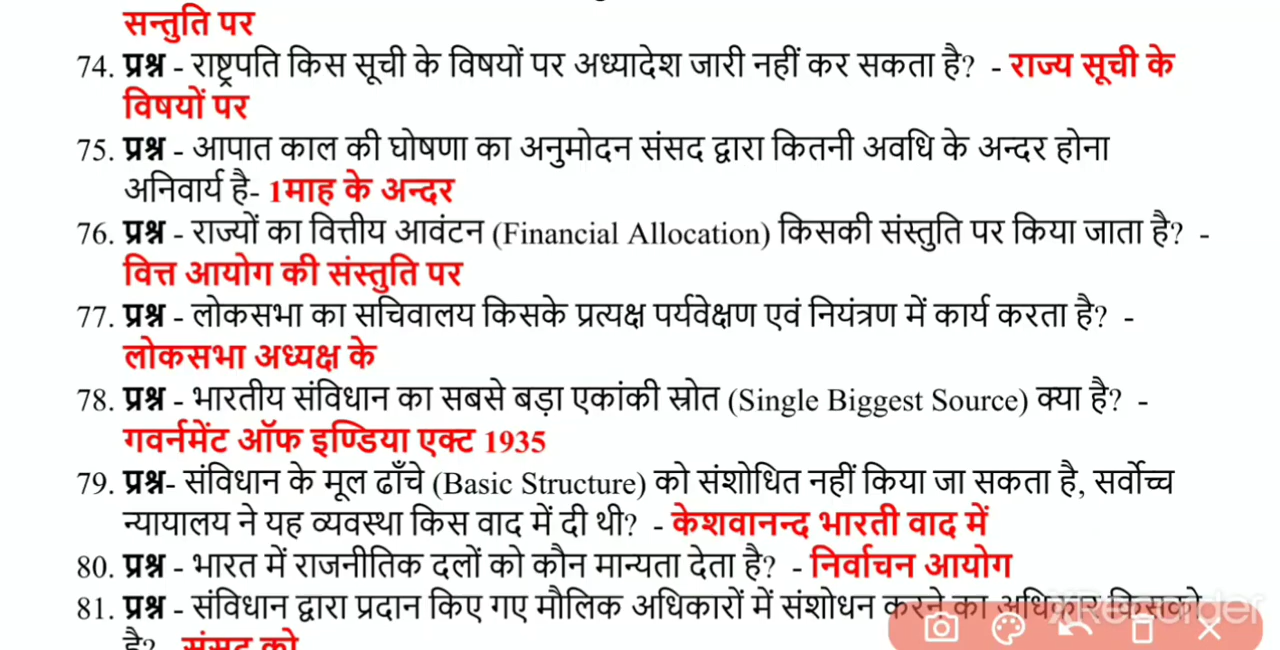 सन्तुति पर
74. प्रश्न - राष्ट्रपति किस सूची के विषयों पर अध्यादेश जारी नहीं कर सकता है? - राज्य सूची के
विषयों पर
75. प्रश्न - आपात काल की घोषणा का अनुमोदन संसद द्वारा कितनी अवधि के अन्दर होना
अनिवार्य है- 1माह के अन्दर
76. प्रश्न - राज्यों का वित्तीय आवंटन (Financial Allocation) किसकी संस्तुति पर किया जाता है? -
वित्त आयोग की संस्तुति पर
77. प्रश्न - लोकसभा का सचिवालय किसके प्रत्यक्ष पर्यवेक्षण एवं नियंत्रण में कार्य करता है? -
लोकसभा अध्यक्ष के
78. प्रश्न - भारतीय संविधान का सबसे बड़ा एकांकी स्रोत (Single Biggest Source) क्या है? -
गवर्नमेंट ऑफ इण्डिया एक्ट 1935
79. प्रश्न- संविधान के मूल ढाँचे (Basic Structure) को संशोधित नहीं किया जा सकता है, सर्वोच्च
न्यायालय ने यह व्यवस्था किस वाद में दी थी? - केशवानन्द भारती वाद में
80. प्रश्न - भारत में राजनीतिक दलों को कौन मान्यता देता है? - निर्वाचन आयोग
81. प्रश्न - संविधान द्वारा प्रदान किए गए मौलिक अधिकारों में संशोधन करने का अधिकार किसको
है? - संसद को
XRecorder